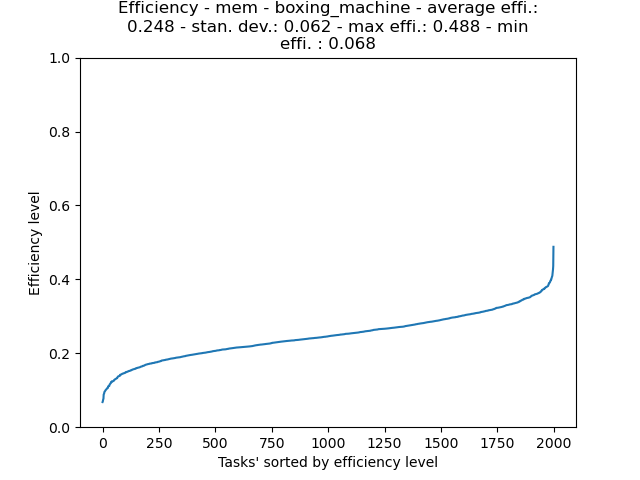 Efficiency - mem - boxing_machine - average effi.:
0.248 - stan. dev.: 0.062 - max effi.: 0.488 - min
effi. : 0.068
1.0
0.8
0.6
0.4
0.2
0.0
Efficiency level
0 250 500 750 1000 1250 1500 1750 2000
Tasks' sorted by efficiency level